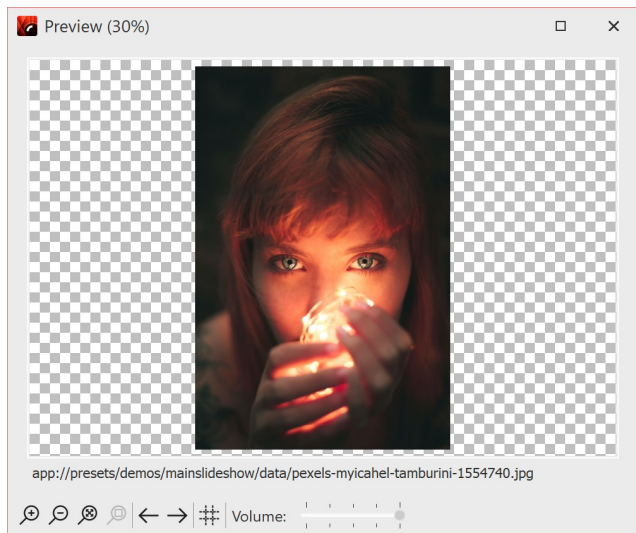 Preview (30%)
app://presets/demos/mainslideshow/data/pexels-myicahel-tamburini-1554740.jpg
Volume: